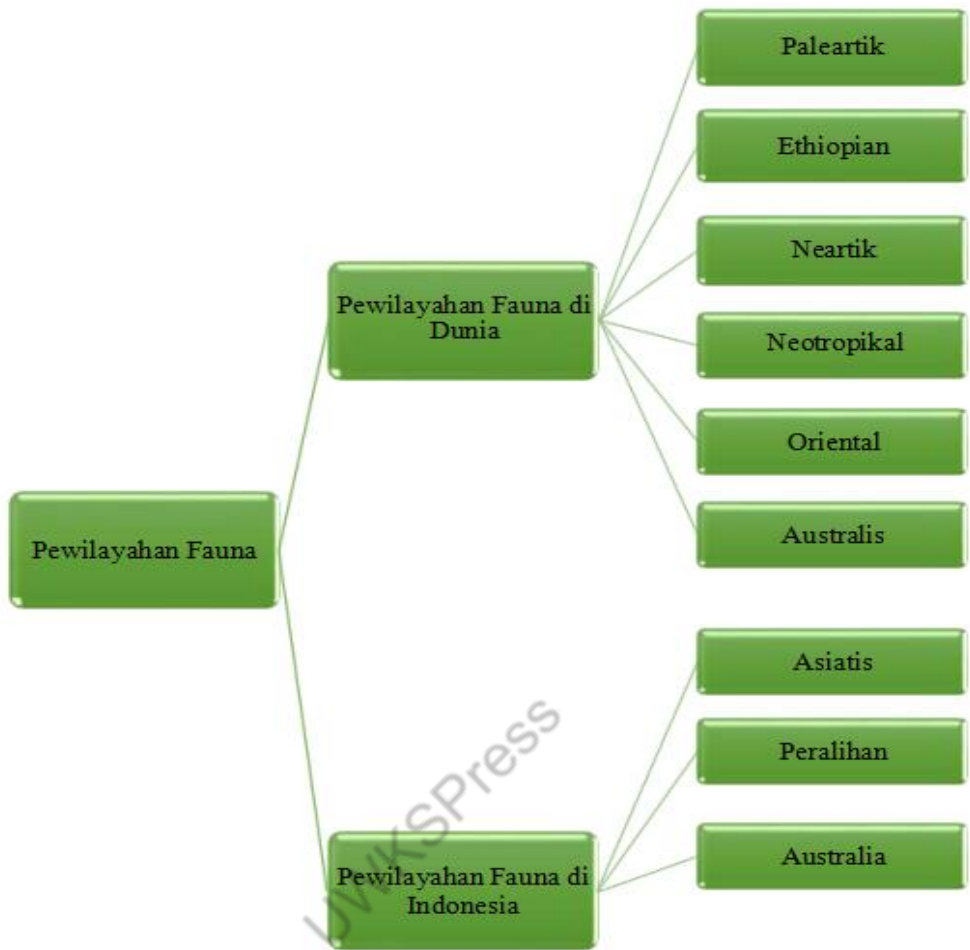 Pewilayahan Fauna
Pewilayahan Fauna di
Dunia
Paleartik
Ethiopian
Neartik
Neotropikal
Oriental
Australis
Pewilayahan Fauna di
Indonesia
Asiatis
Peralihan
Australia
UWKSPress